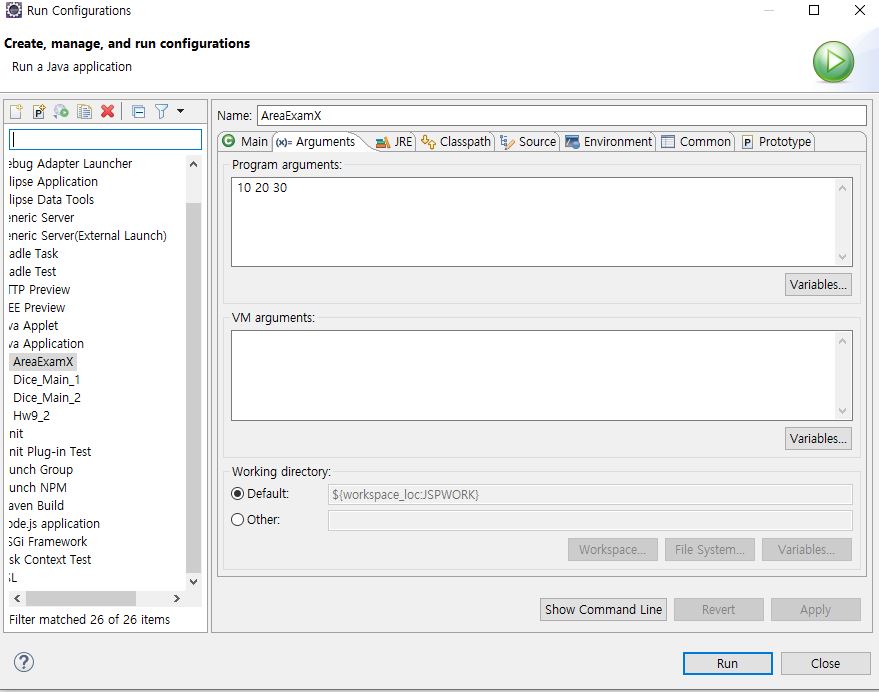 Run Configurations
Create, manage, and run configurations
Run a Java application
Name: AreaExamX
Main (x)= Arguments JRE Classpath Source Environment Common P Prototype
ebug Adapter Launcher
lipse Application
lipse Data Tools
eneric Server
eneric Server(External Launch)
adle Task
adle Test
TTP Preview
EE Preview
va Applet
va Application
AreaExamX
Dice_Main_1
Dice_Main_2
Hw9_2
nit
nit Plug-in Test
unch Group
unch NPM
aven Build
ode.js application
SGi Framework
sk Context Test
SL
Filter matched 26 of 26 items
Program arguments:
10 20 30
Variables...
VM arguments:
Variables...
Working directory:
Default: ${workspace_loc:JSPWORK}
Other:
Workspace... File System... Variables...
Show Command Line Revert Apply
Run Close